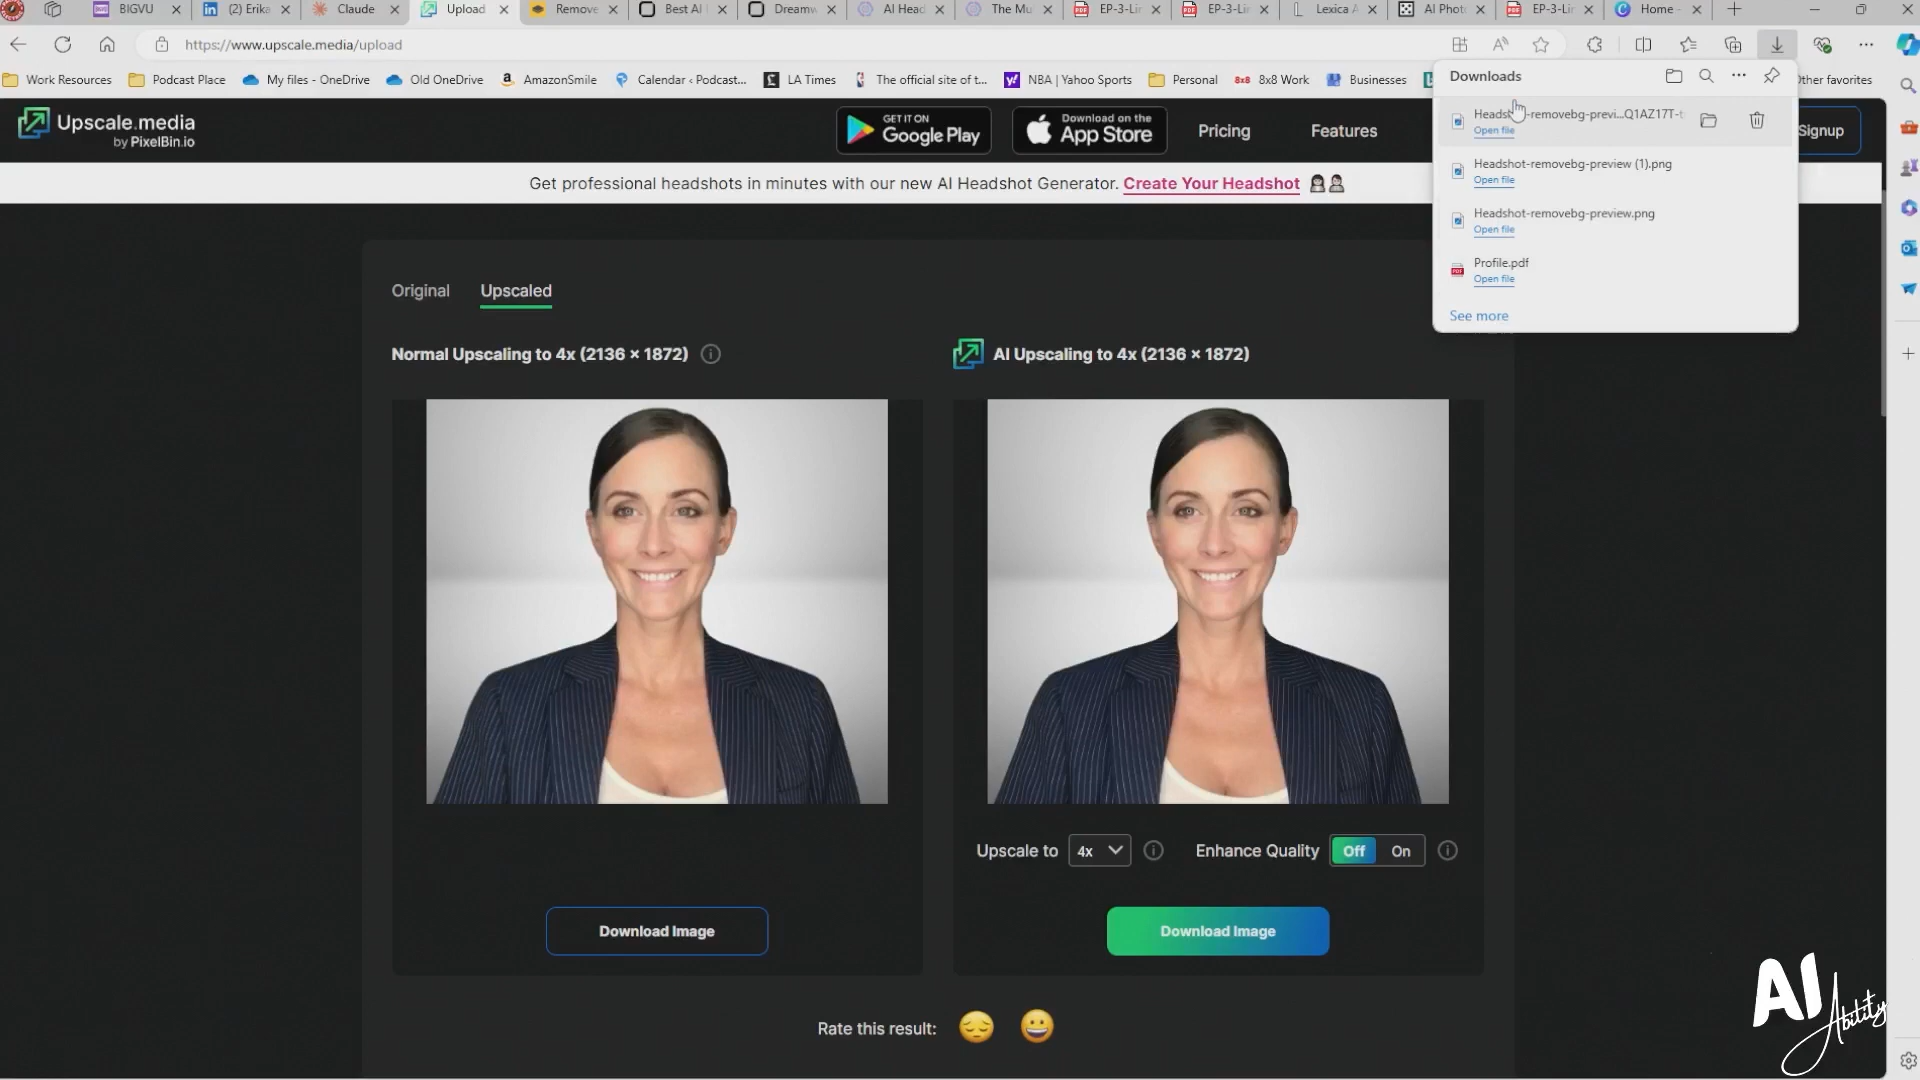 BIGVU
(2) Erika
Claude
Upload
Remove
Best AI
Dreamw
AI Head
The Mu
EP-3-Lir
EP-3-Lir
Lexica A
AI Phot
EP-3-Lir
Home -
https://www.upscale.media/upload
Work Resources
Podcast Place
My files - OneDrive
Old OneDrive
AmazonSmile
Calendar ‹ Podcast...
LA Times
The official site of t...
NBA | Yahoo Sports
Personal
8x8 Work
Businesses
Other favorites
Downloads
Headshot-removebg-previ...Q1AZ17T-t
Open file
Headshot-removebg-preview (1).png
Open file
Headshot-removebg-preview.png
Open file
Profile.pdf
Open file
See more
Upscale.media
by PixelBin.io
GET IT ON
Google Play
Download on the
App Store
Pricing
Features
Signup
Get professional headshots in minutes with our new AI Headshot Generator. Create Your Headshot
Original
Upscaled
Normal Upscaling to 4x (2136 × 1872)
AI Upscaling to 4x (2136 × 1872)
Upscale to
4x
Enhance Quality
Off
On
Download Image
Download Image
Rate this result:
AI Ability